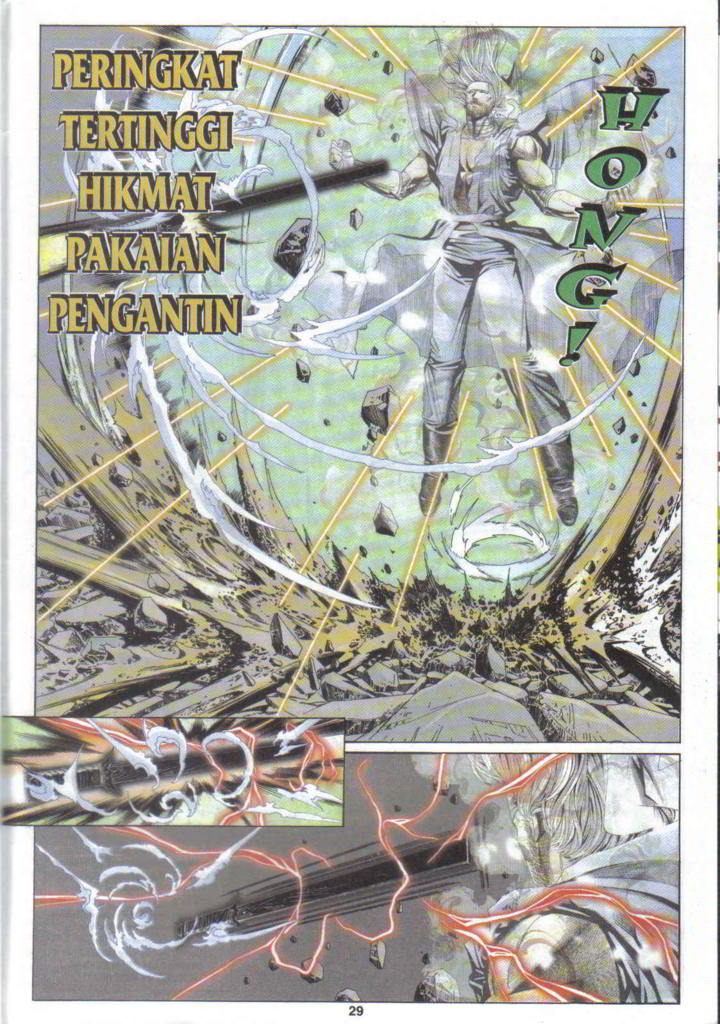 PERINGKAT
TERTINGGI
HIKMAT
PAKAIAN
PENGANTIN
HONG!
29